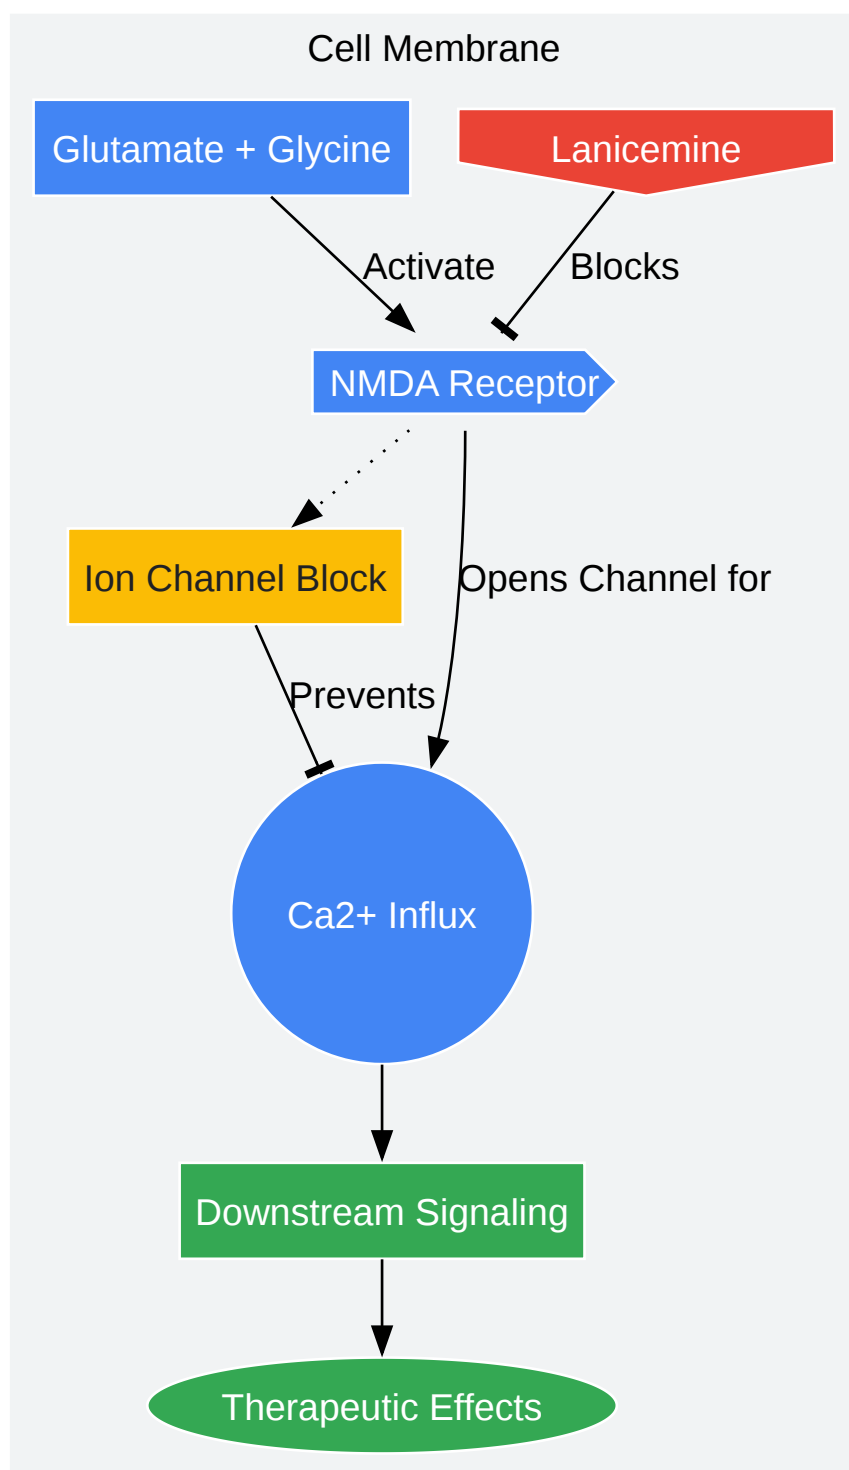 Cell Membrane
Glutamate + Glycine
Lanicemine
Activate
Blocks
NMDA Receptor
Ion Channel Block
Opens Channel for
Prevents
Ca2+ Influx
Downstream Signaling
Therapeutic Effects